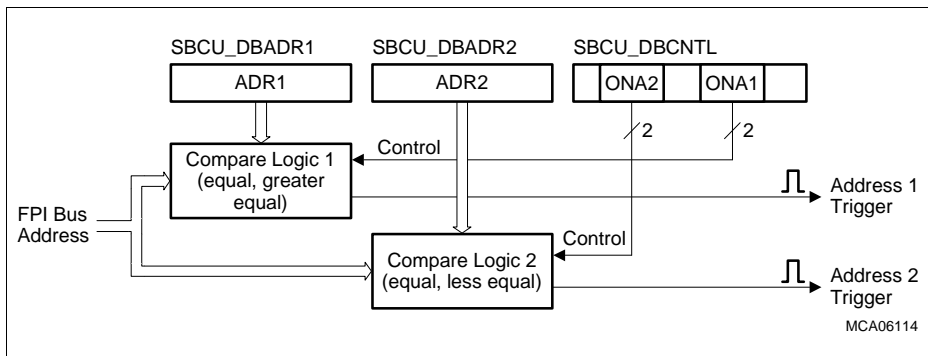 SBCU_DBADR1
SBCU_DBADR2
SBCU_DBCNTL
ADR1
ADR2
ONA2
ONA1
2
2
Control
Compare Logic 1
(equal, greater
equal)
Address 1
Trigger
FPI Bus
Address
Control
Compare Logic 2
(equal, less equal)
Address 2
Trigger
MCA06114